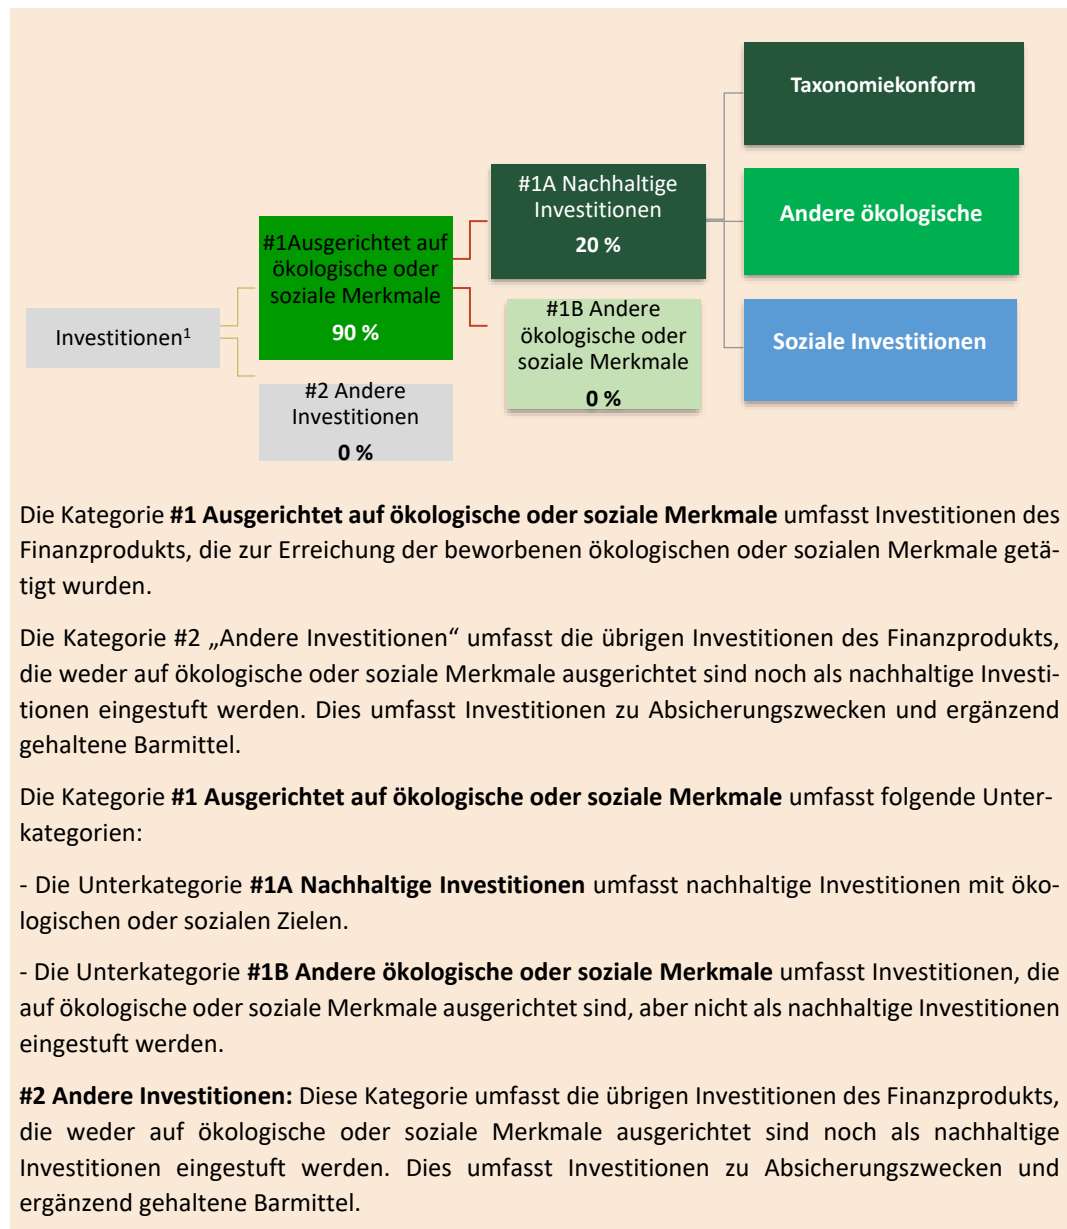 Taxonomiekonform
#1A Nachhaltige
Investitionen
20 %
Andere ökologische
#1Ausgerichtet auf
ökologische oder
soziale Merkmale
90 %
#1B Andere
ökologische oder
soziale Merkmale
0 %
Soziale Investitionen
Investitionen¹
#2 Andere
Investitionen
0 %
Die Kategorie #1 Ausgerichtet auf ökologische oder soziale Merkmale umfasst Investitionen des
Finanzprodukts, die zur Erreichung der beworbenen ökologischen oder sozialen Merkmale getä-
tigt wurden.
Die Kategorie #2 „Andere Investitionen“ umfasst die übrigen Investitionen des Finanzprodukts,
die weder auf ökologische oder soziale Merkmale ausgerichtet sind noch als nachhaltige Investi-
tionen eingestuft werden. Dies umfasst Investitionen zu Absicherungszwecken und ergänzend
gehaltene Barmittel.
Die Kategorie #1 Ausgerichtet auf ökologische oder soziale Merkmale umfasst folgende Unter-
kategorien:
- Die Unterkategorie #1A Nachhaltige Investitionen umfasst nachhaltige Investitionen mit öko-
logischen oder sozialen Zielen.
- Die Unterkategorie #1B Andere ökologische oder soziale Merkmale umfasst Investitionen, die
auf ökologische oder soziale Merkmale ausgerichtet sind, aber nicht als nachhaltige Investitionen
eingestuft werden.
#2 Andere Investitionen: Diese Kategorie umfasst die übrigen Investitionen des Finanzprodukts,
die weder auf ökologische oder soziale Merkmale ausgerichtet sind noch als nachhaltige
Investitionen eingestuft werden. Dies umfasst Investitionen zu Absicherungszwecken und
ergänzend gehaltene Barmittel.